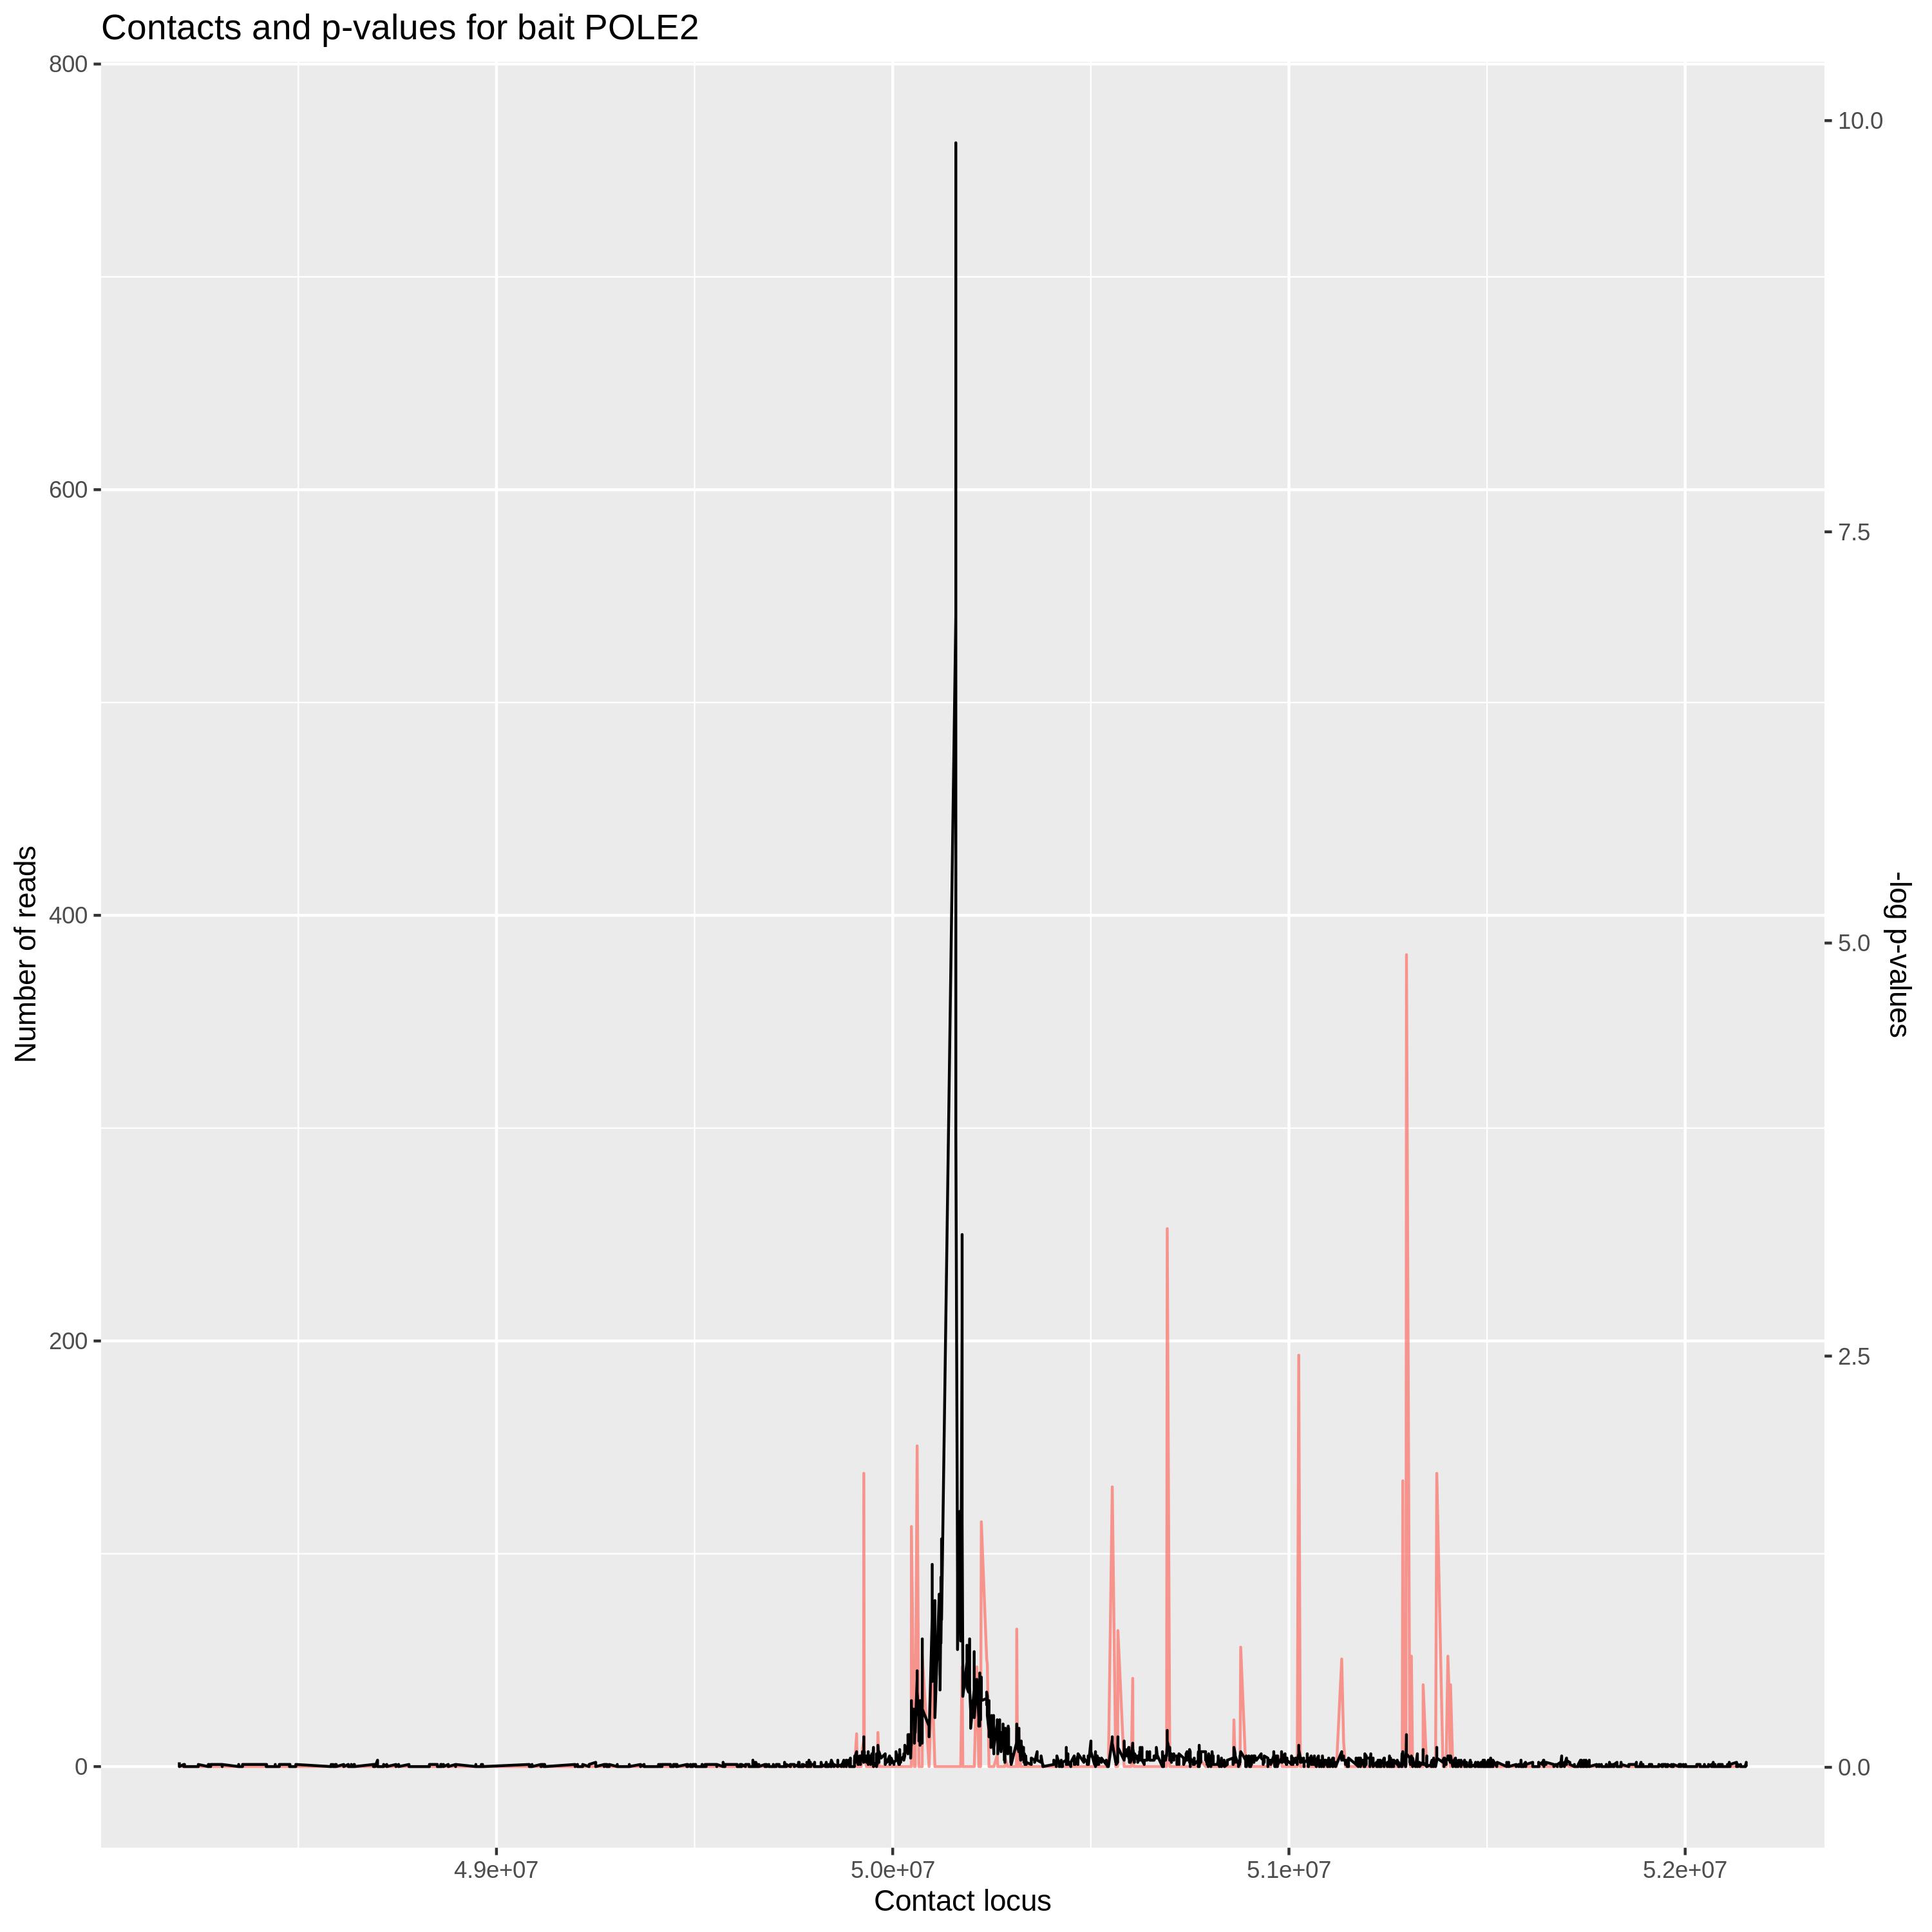 Contacts and p-values for bait POLE2
800
600
400
200
0
Number of reads
10.0
7.5
5.0
2.5
0.0
-log p-values
4.9e+07
5.0e+07
5.1e+07
5.2e+07
Contact locus